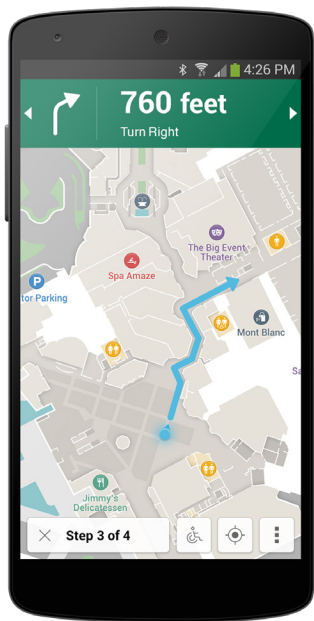 4:26 PM
760 feet
Turn Right
The Big Event
Theater
Spa Amaze
tor Parking
Mont Blanc
Sa
Jimmy's
Delicatessen
Step 3 of 4